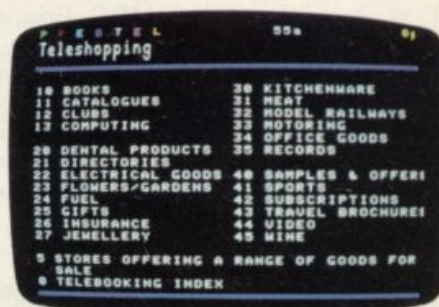 PRESTEL 55a 0p
Teleshopping
10 BOOKS
11 CATALOGUES
12 CLUBS
13 COMPUTING
20 DENTAL PRODUCTS
21 DIRECTORIES
22 ELECTRICAL GOODS
23 FLOWERS/GARDENS
24 FUEL
25 GIFTS
26 INSURANCE
27 JEWELLERY
30 KITCHENWARE
31 MEAT
32 MODEL RAILWAYS
33 MOTORING
34 OFFICE GOODS
35 RECORDS
40 SAMPLES & OFFERS
41 SPORTS
42 SUBSCRIPTIONS
43 TRAVEL BROCHURES
44 VIDEO
45 WINE
5 STORES OFFERING A RANGE OF GOODS FOR
SALE
0 TELEBOOKING INDEX